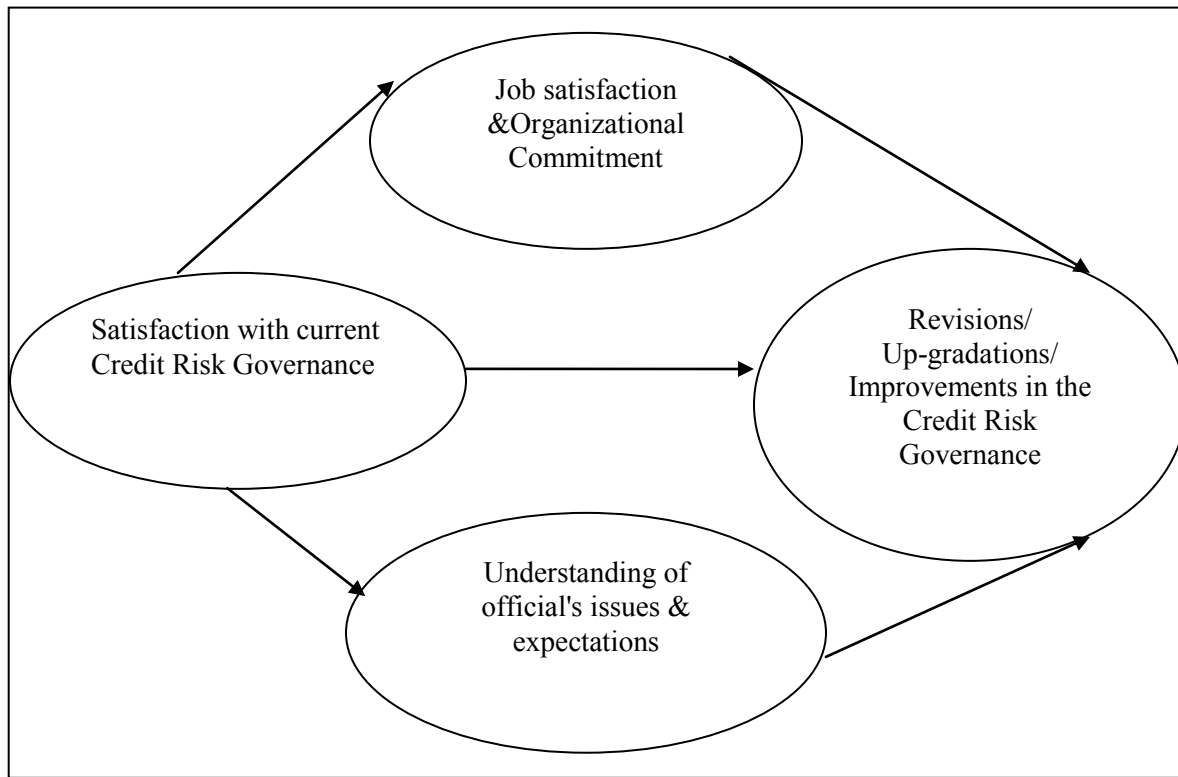 Job satisfaction
&Organizational
Commitment
Satisfaction with current
Credit Risk Governance
Revisions/
Up-gradations/
Improvements in the
Credit Risk
Governance
Understanding of
official's issues &
expectations